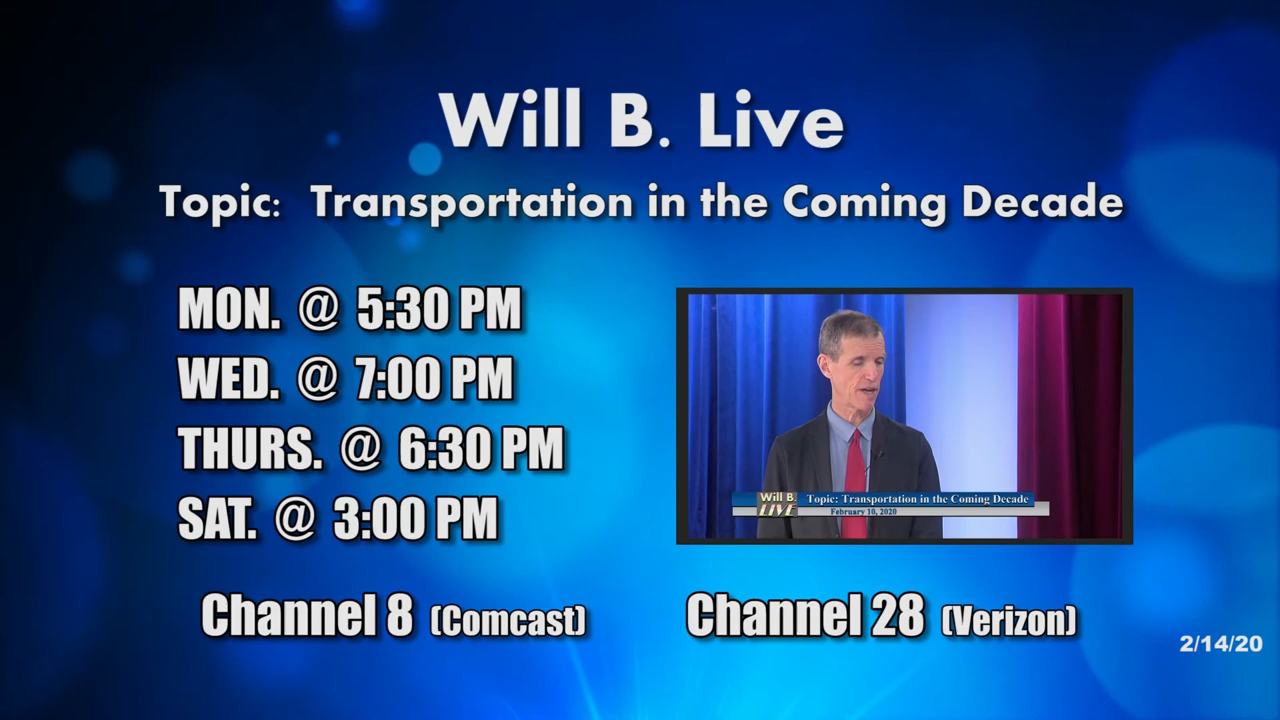 Will B. Live
Topic: Transportation in the Coming Decade
MON. @ 5:30 PM
WED. @ 7:00 PM
THURS. @ 6:30 PM
SAT. @ 3:00 PM
Will B. LIVE
Topic: Transportation in the Coming Decade
February 10, 2020
Channel 8 (Comcast)
Channel 28 (Verizon)
2/14/20